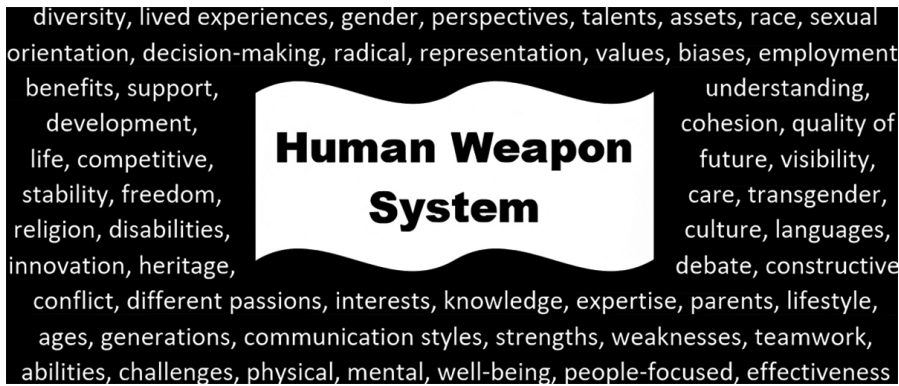 diversity, lived experiences, gender, perspectives, talents, assets, race, sexual
orientation, decision-making, radical, representation, values, biases, employment
benefits, support,
development,
life, competitive,
stability, freedom,
religion, disabilities,
innovation, heritage,
Human Weapon
System
understanding,
cohesion, quality of
future, visibility,
care, transgender,
culture, languages,
debate, constructive
conflict, different passions, interests, knowledge, expertise, parents, lifestyle,
ages, generations, communication styles, strengths, weaknesses, teamwork,
abilities, challenges, physical, mental, well-being, people-focused, effectiveness